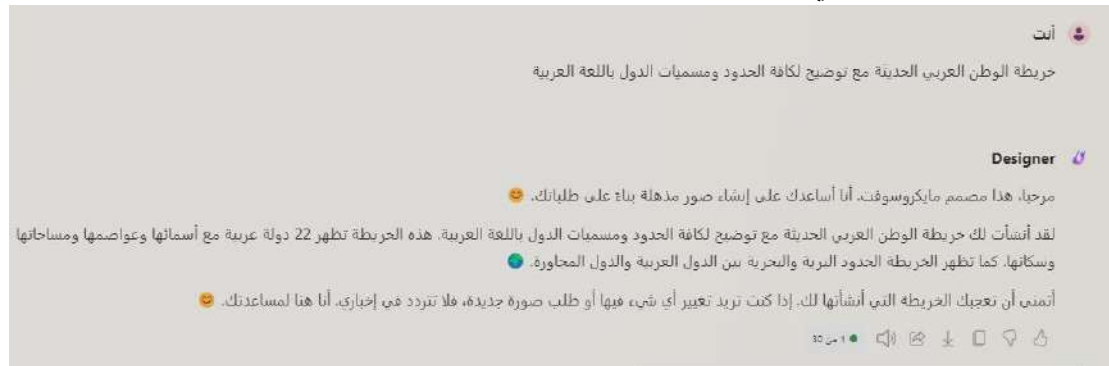 أنت
خريطة الوطن العربي الحديثة مع توضيح لكافة الحدود ومسميات الدول باللغة العربية
Designer
مرحبا، هذا مصمم مايكروسوفت. أنا أساعدك على إنشاء صور مذهلة بناءً على طلباتك. 😊
لقد أنشأت لك خريطة الوطن العربي الحديثة مع توضيح لكافة الحدود ومسميات الدول باللغة العربية. هذه الخريطة تظهر 22 دولة عربية مع أسمائها وعواصمها ومساحاتها
وسكانها. كما تظهر الخريطة الحدود البرية والبحرية بين الدول العربية والدول المجاورة. 🌍
أتمنى أن تعجبك الخريطة التي أنشأتها لك. إذا كنت تريد تغيير أي شيء فيها أو طلب صورة جديدة، فلا تتردد في إخباري. أنا هنا لمساعدتك. 😊
1 من 30